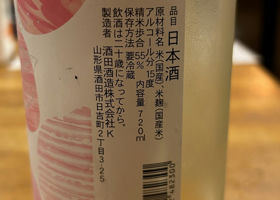 品目 日本酒
原材料名 米(国産)、米麹(国産米)
アルコール分 15度
精米歩合 55% 内容量 720ml
保存方法 要冷蔵
飲酒は二十歳になってから。
製造者 酒田酒造株式会社K
山形県酒田市日吉町2丁目3-25
482300